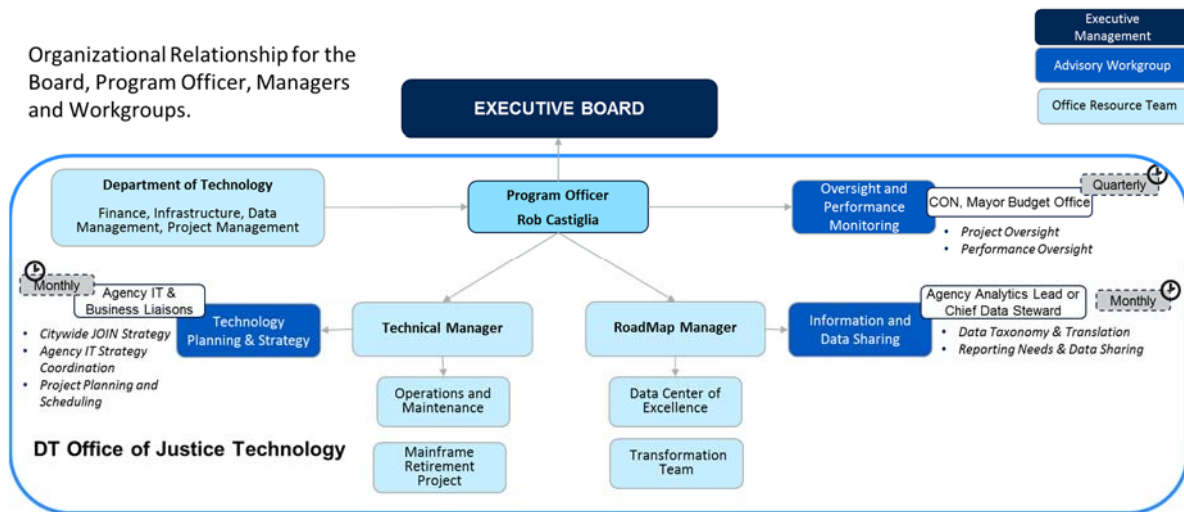 Executive
Management
Advisory Workgroup
Office Resource Team
Organizational Relationship for the
Board, Program Officer, Managers
and Workgroups.
EXECUTIVE BOARD
Department of Technology
Finance, Infrastructure, Data
Management, Project Management
Program Officer
Rob Castiglia
Oversight and
Performance
Monitoring
Quarterly
CON, Mayor Budget Office
• Project Oversight
• Performance Oversight
Monthly
Agency IT &
Business Liaisons
Technology
Planning & Strategy
• Citywide JOIN Strategy
• Agency IT Strategy
Coordination
• Project Planning and
Scheduling
Technical Manager
RoadMap Manager
Information and
Data Sharing
Agency Analytics Lead or
Chief Data Steward
Monthly
• Data Taxonomy & Translation
• Reporting Needs & Data Sharing
Operations and
Maintenance
Data Center of
Excellence
Mainframe
Retirement
Project
Transformation
Team
DT Office of Justice Technology